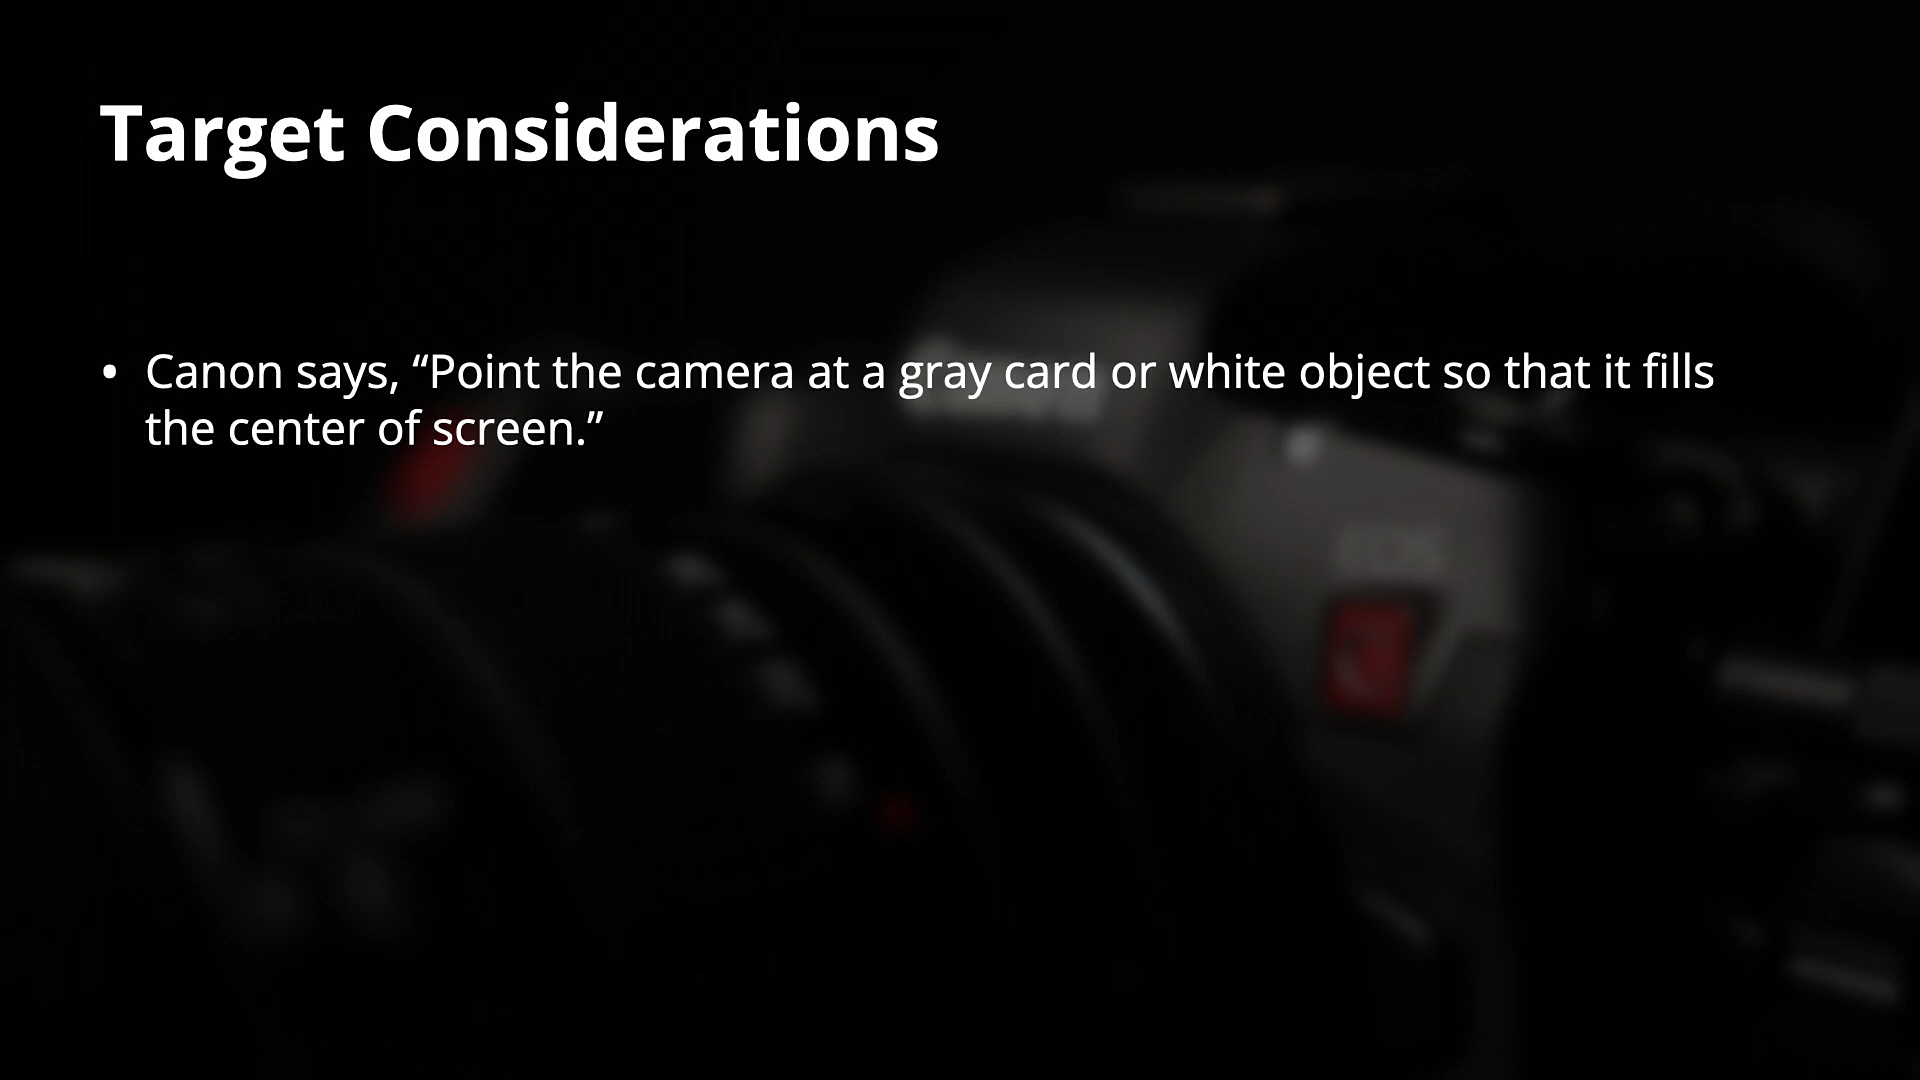 Target Considerations
• Canon says, “Point the camera at a gray card or white object so that it fills
the center of screen.”